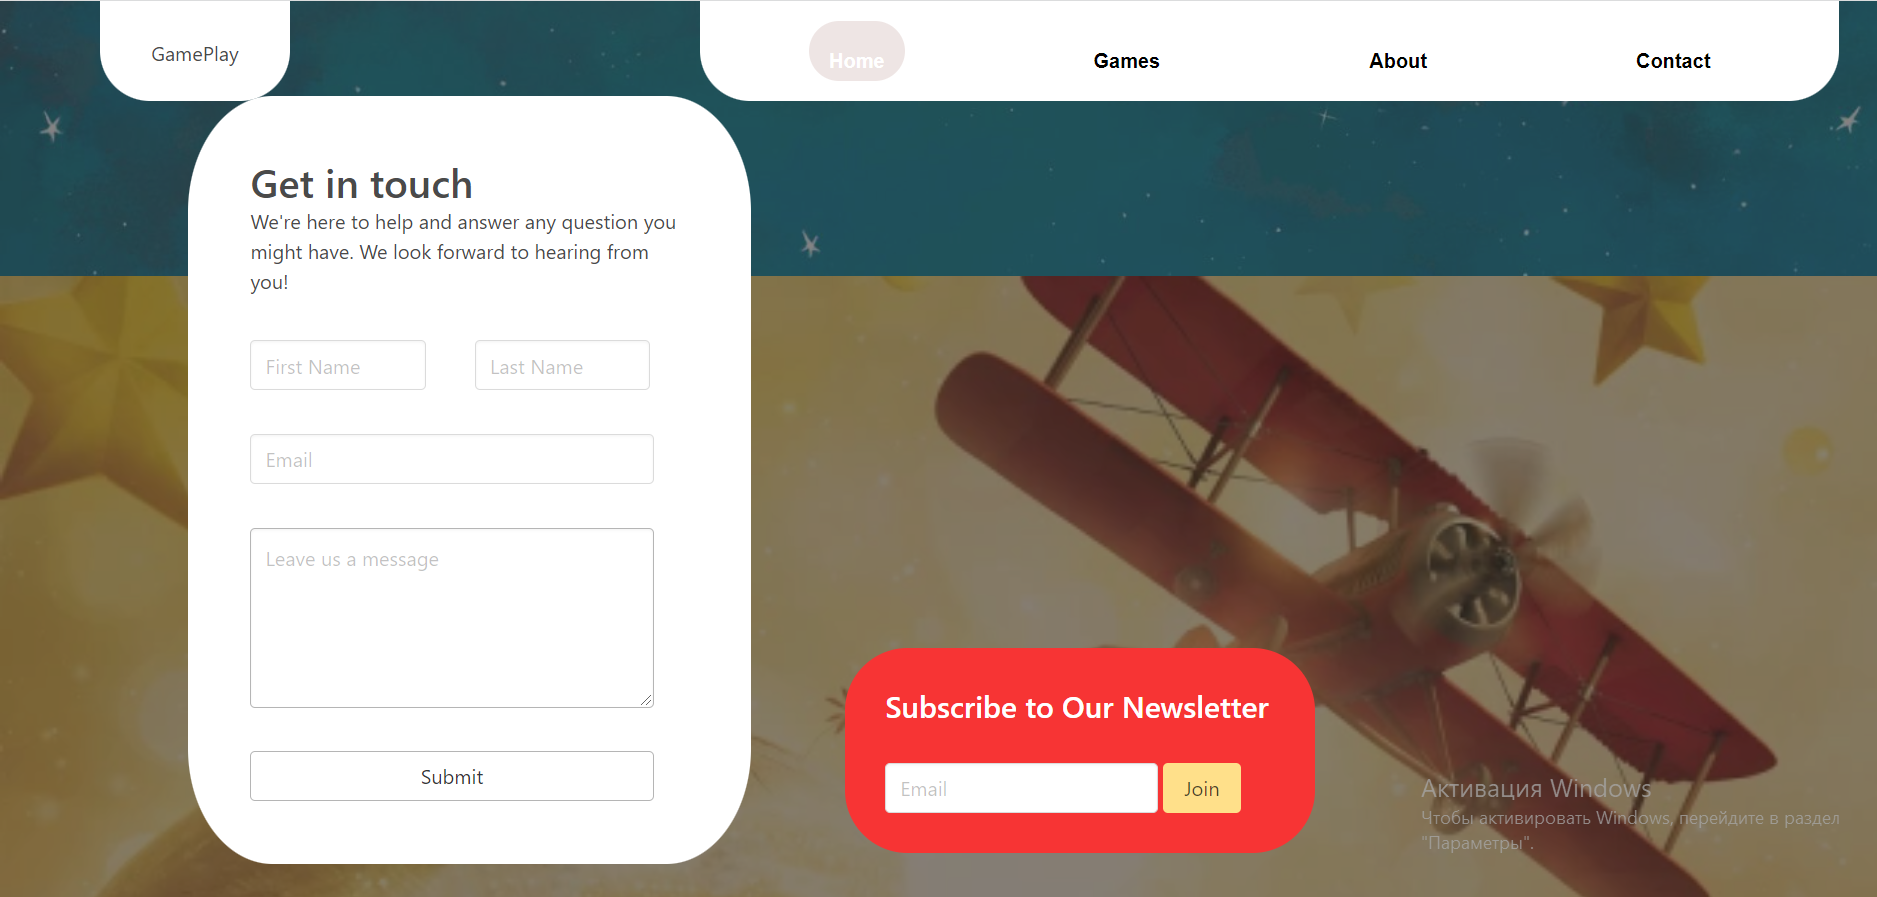 GamePlay
Home
Games
About
Contact
Get in touch
We're here to help and answer any question you
might have. We look forward to hearing from
you!
First Name
Last Name
Email
Leave us a message
Submit
Subscribe to Our Newsletter
Email
Join
Активация Windows
Чтобы активировать Windows, перейдите в раздел
"Параметры".